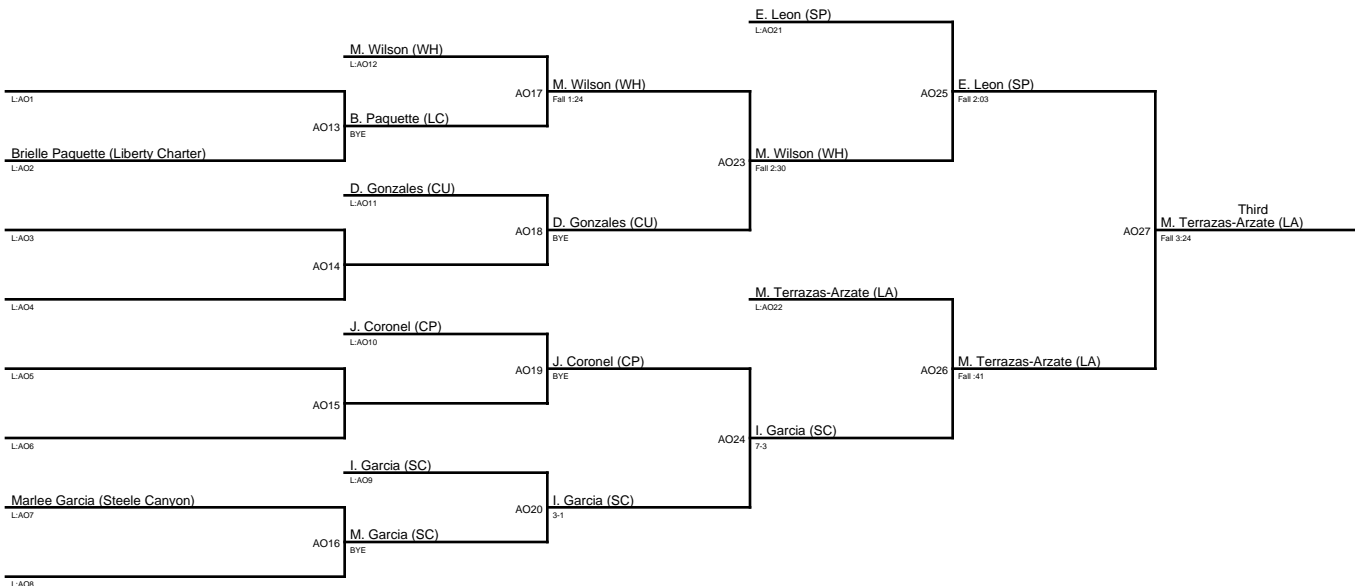 E. Leon (SP)
L:AO21
M. Wilson (WH)
L:AO12
AO17
M. Wilson (WH)
Fall 1:24
AO25
E. Leon (SP)
Fall 2:03
L:AO1
AO13
B. Paquette (LC)
BYE
Brielle Paquette (Liberty Charter)
L:AO2
AO23
M. Wilson (WH)
Fall 2:30
D. Gonzales (CU)
L:AO11
L:AO3
AO18
D. Gonzales (CU)
BYE
AO27
Third
M. Terrazas-Arzate (LA)
Fall 3:24
AO14
L:AO4
M. Terrazas-Arzate (LA)
L:AO22
J. Coronel (CP)
L:AO10
L:AO5
AO19
J. Coronel (CP)
BYE
AO26
M. Terrazas-Arzate (LA)
Fall :41
AO15
L:AO6
AO24
I. Garcia (SC)
7-3
I. Garcia (SC)
L:AO9
Marlee Garcia (Steele Canyon)
L:AO7
AO20
I. Garcia (SC)
3-1
AO16
M. Garcia (SC)
BYE
L:AO8